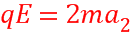 qE = 2ma₂